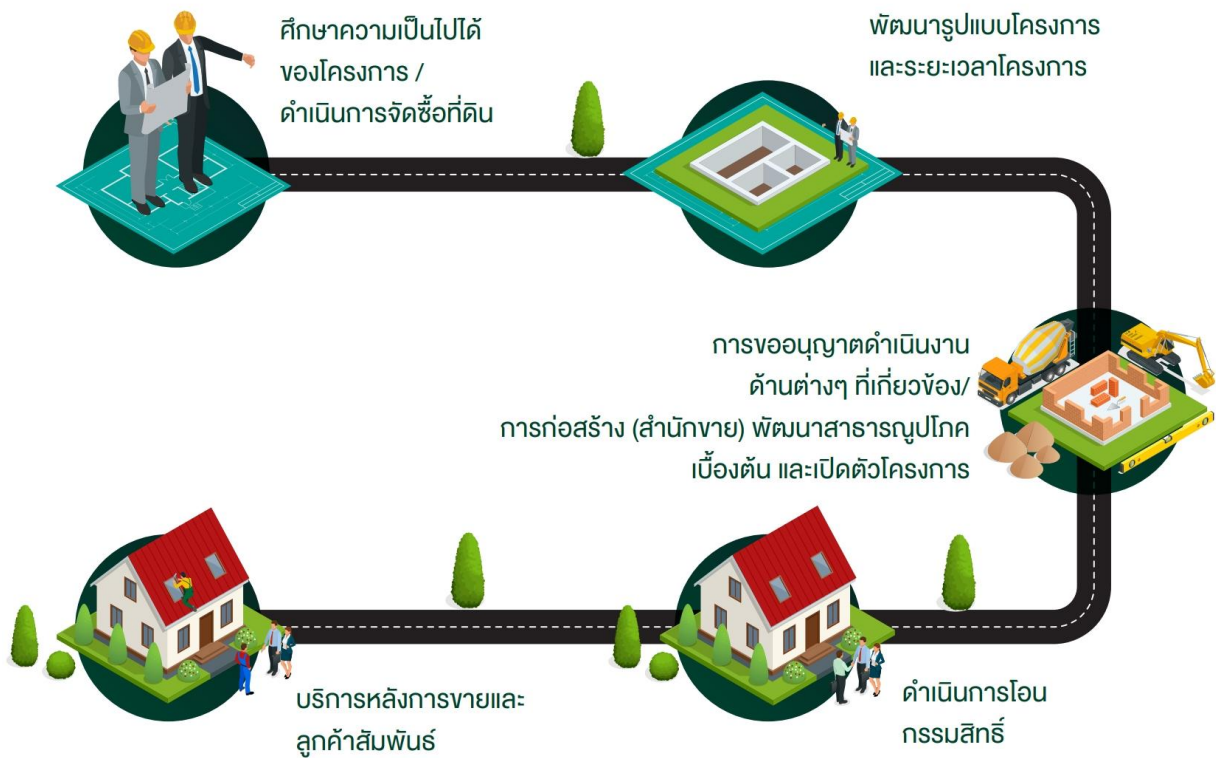 ศึกษาความเป็นไปได้
ของโครงการ /
ดำเนินการจัดซื้อที่ดิน
พัฒนารูปแบบโครงการ
และระยะเวลาโครงการ
การขออนุญาตดำเนินงาน
ด้านต่างๆ ที่เกี่ยวข้อง/
การก่อสร้าง (สำนักขาย) พัฒนาสาธารณูปโภค
เบื้องต้น และเปิดตัวโครงการ
ดำเนินการโอน
กรรมสิทธิ์
บริการหลังการขายและ
ลูกค้าสัมพันธ์